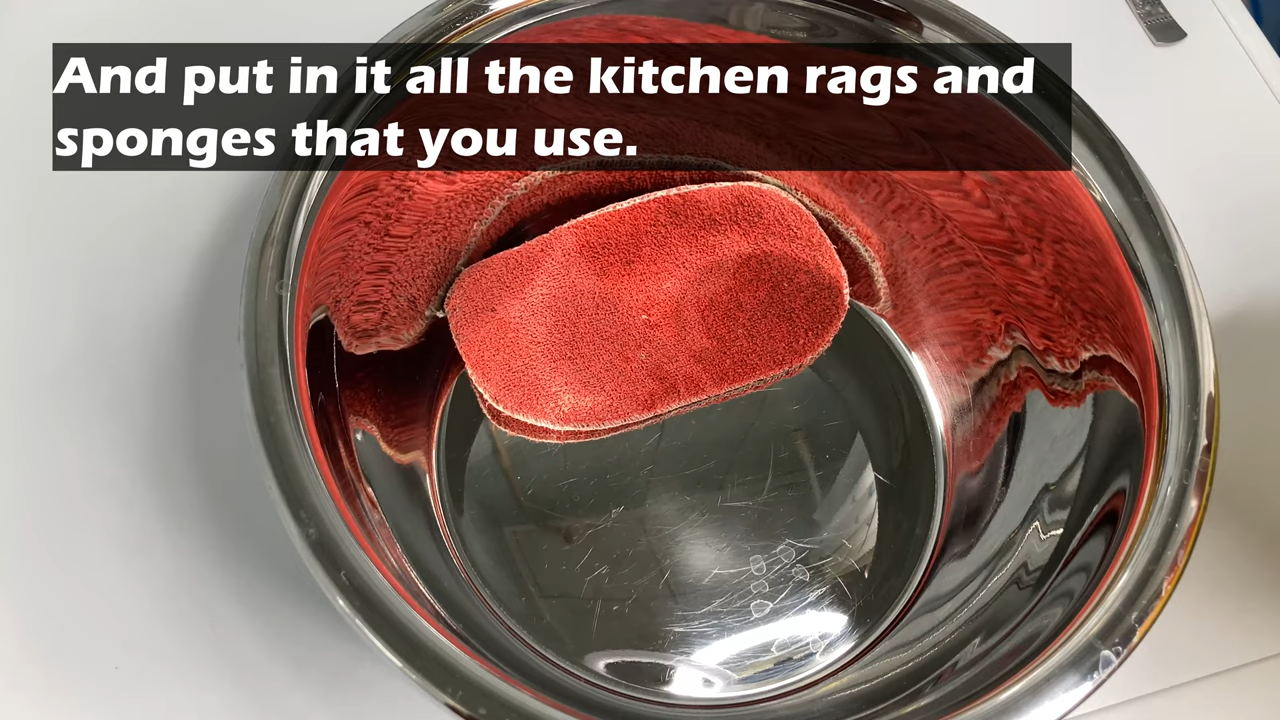 And put in it all the kitchen rags and
sponges that you use.